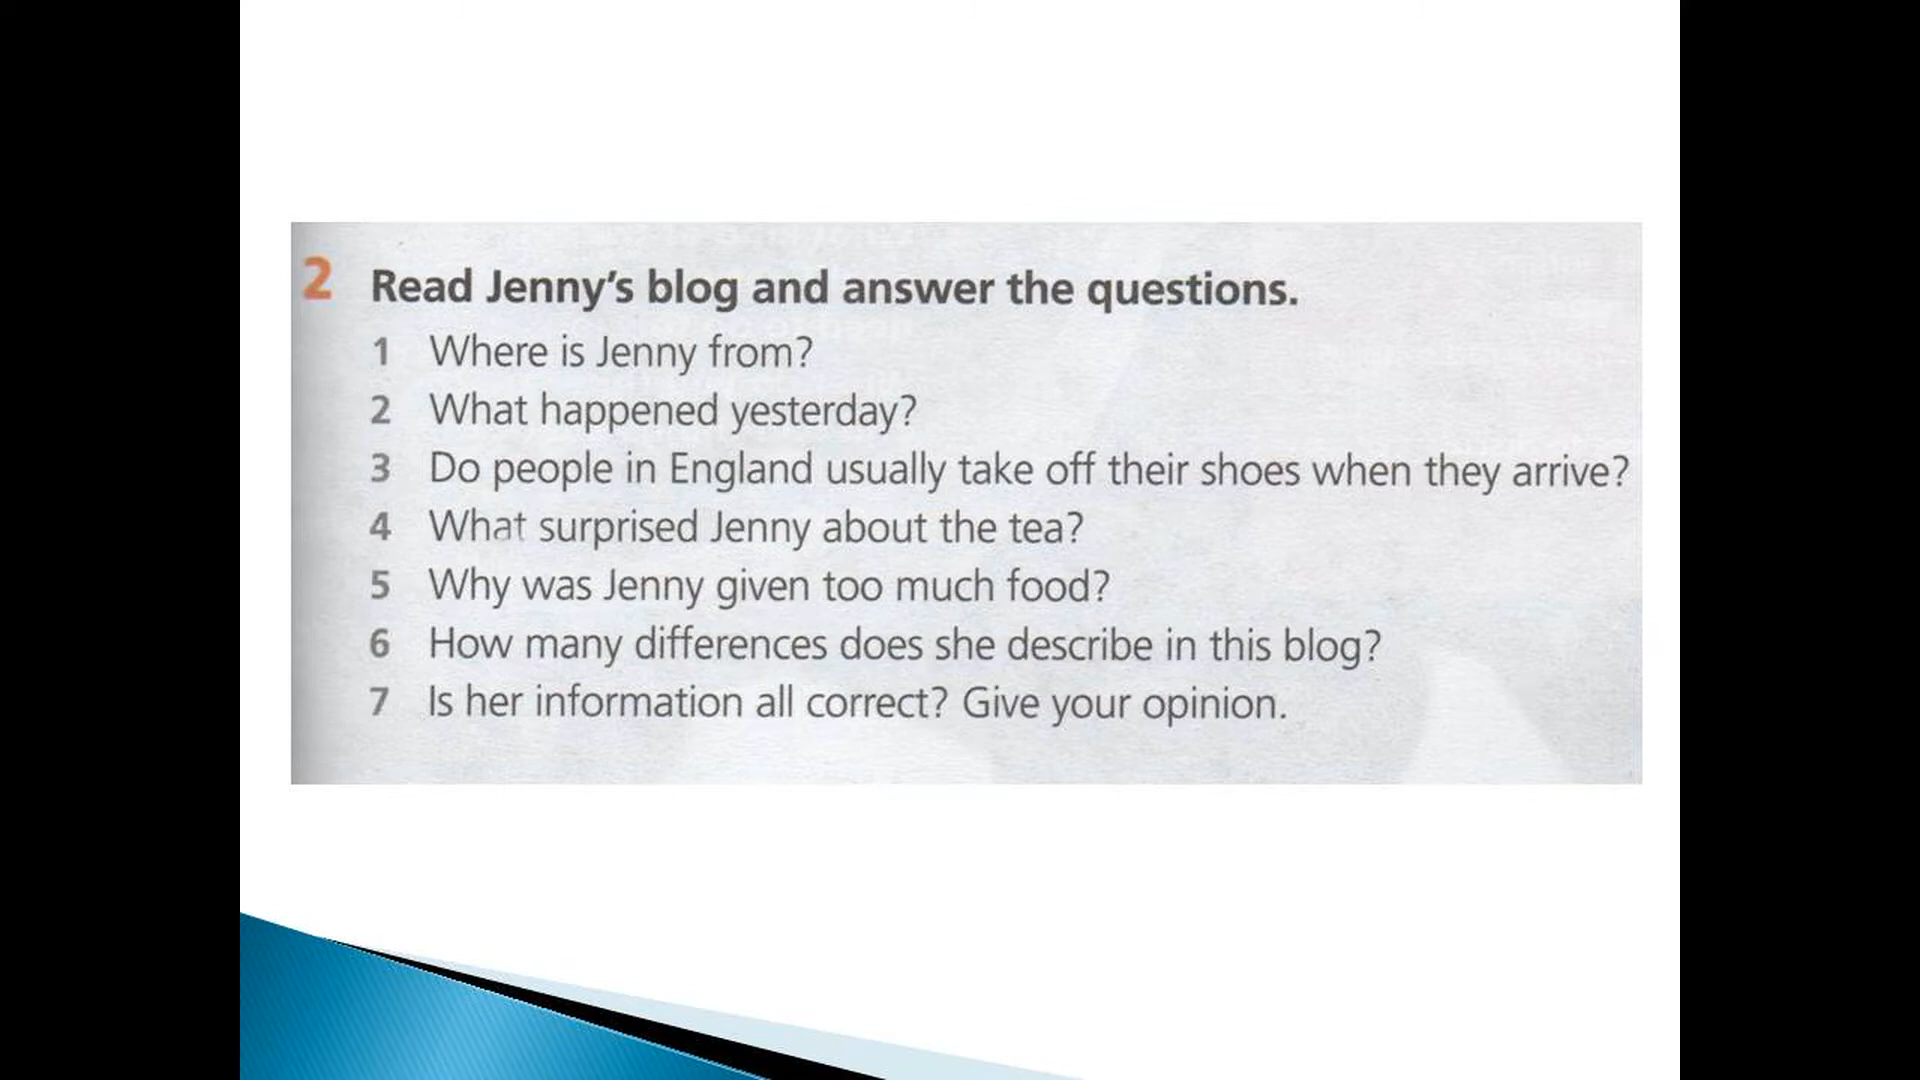 2 Read Jenny's blog and answer the questions.
1 Where is Jenny from?
2 What happened yesterday?
3 Do people in England usually take off their shoes when they arrive?
4 What surprised Jenny about the tea?
5 Why was Jenny given too much food?
6 How many differences does she describe in this blog?
7 Is her information all correct? Give your opinion.